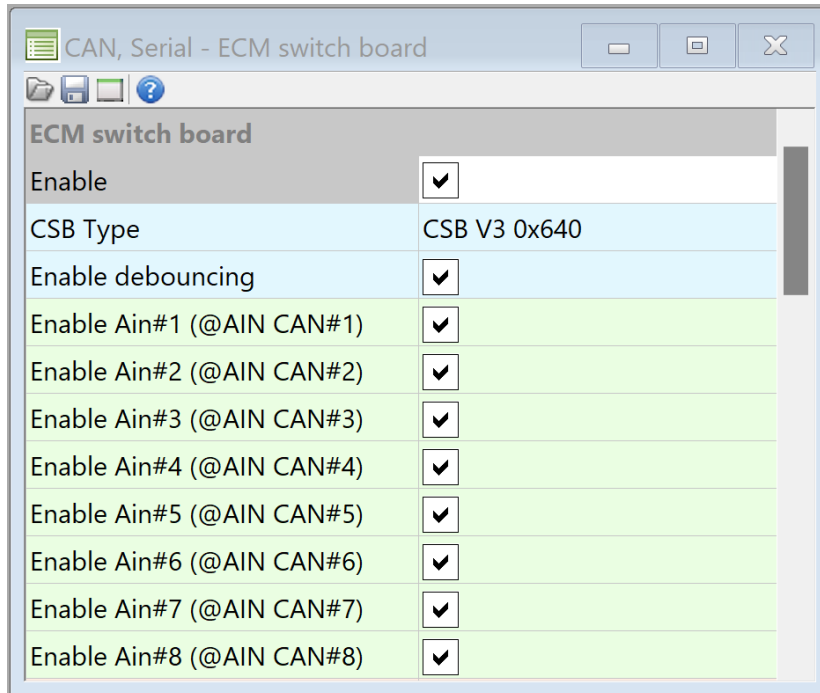 CAN, Serial - ECM switch board
ECM switch board
Enable
CSB Type CSB V3 0x640
Enable debouncing
Enable Ain#1 (@AIN CAN#1)
Enable Ain#2 (@AIN CAN#2)
Enable Ain#3 (@AIN CAN#3)
Enable Ain#4 (@AIN CAN#4)
Enable Ain#5 (@AIN CAN#5)
Enable Ain#6 (@AIN CAN#6)
Enable Ain#7 (@AIN CAN#7)
Enable Ain#8 (@AIN CAN#8)